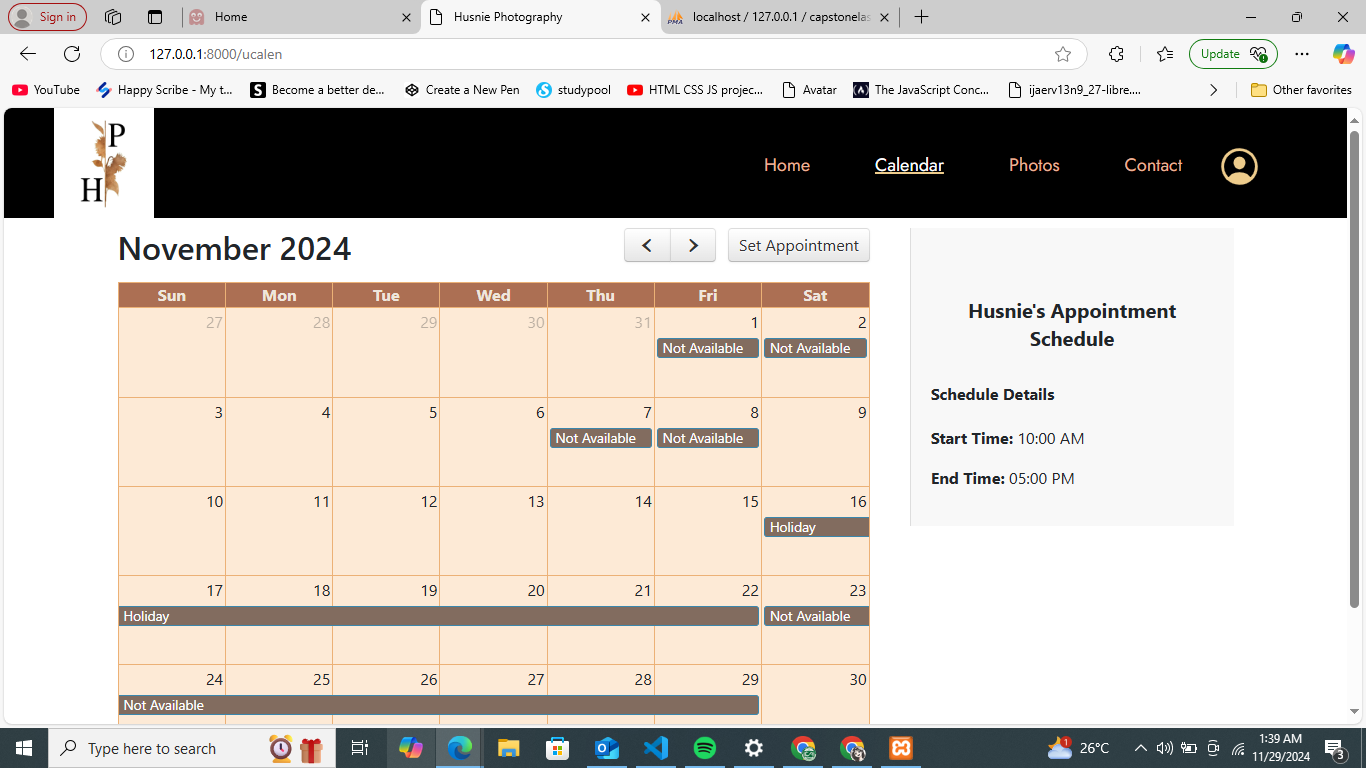 Sign in
Home
Husnie Photography
PMA
localhost / 127.0.0.1 / capstonelas
127.0.0.1:8000/ucalen
Update
YouTube
Happy Scribe - My t...
Become a better de...
Create a New Pen
studypool
HTML CSS JS projec...
Avatar
The JavaScript Conc...
ijaerv13n9_27-libre....
Other favorites
P
H
Home
Calendar
Photos
Contact
November 2024
Set Appointment
Sun Mon Tue Wed Thu Fri Sat
27 28 29 30 31 1 2
Not Available Not Available
3 4 5 6 7 8 9
Not Available Not Available
10 11 12 13 14 15 16
Holiday
17 18 19 20 21 22 23
Holiday Not Available
24 25 26 27 28 29 30
Not Available
Husnie's Appointment
Schedule
Schedule Details
Start Time: 10:00 AM
End Time: 05:00 PM
Type here to search
1
26°C
1:39 AM
11/29/2024
3